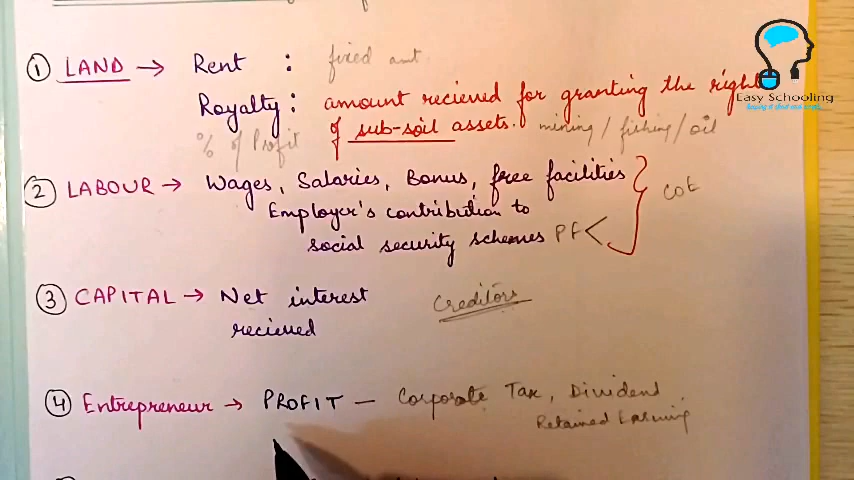 ① LAND → Rent : fixed amt.
Easy Schooling
Royalty : amount recieved for granting the right
of sub-soil assets. mining / fishing / oil
% of Profit
② LABOUR → Wages, Salaries, Bonus, free facilities
Employer's contribution to
social security schemes PF <
COE
③ CAPITAL → Net interest
recieved
Creditors
④ Entrepreneur → PROFIT — Corporate Tax, Dividend
Retained Earning